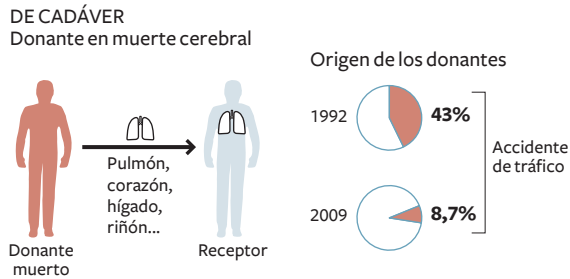 DE CADÁVER
Donante en muerte cerebral
Pulmón,
corazón,
hígado,
riñón...
Donante
muerto
Receptor
Origen de los donantes
1992
43%
2009
8,7%
Accidente
de tráfico